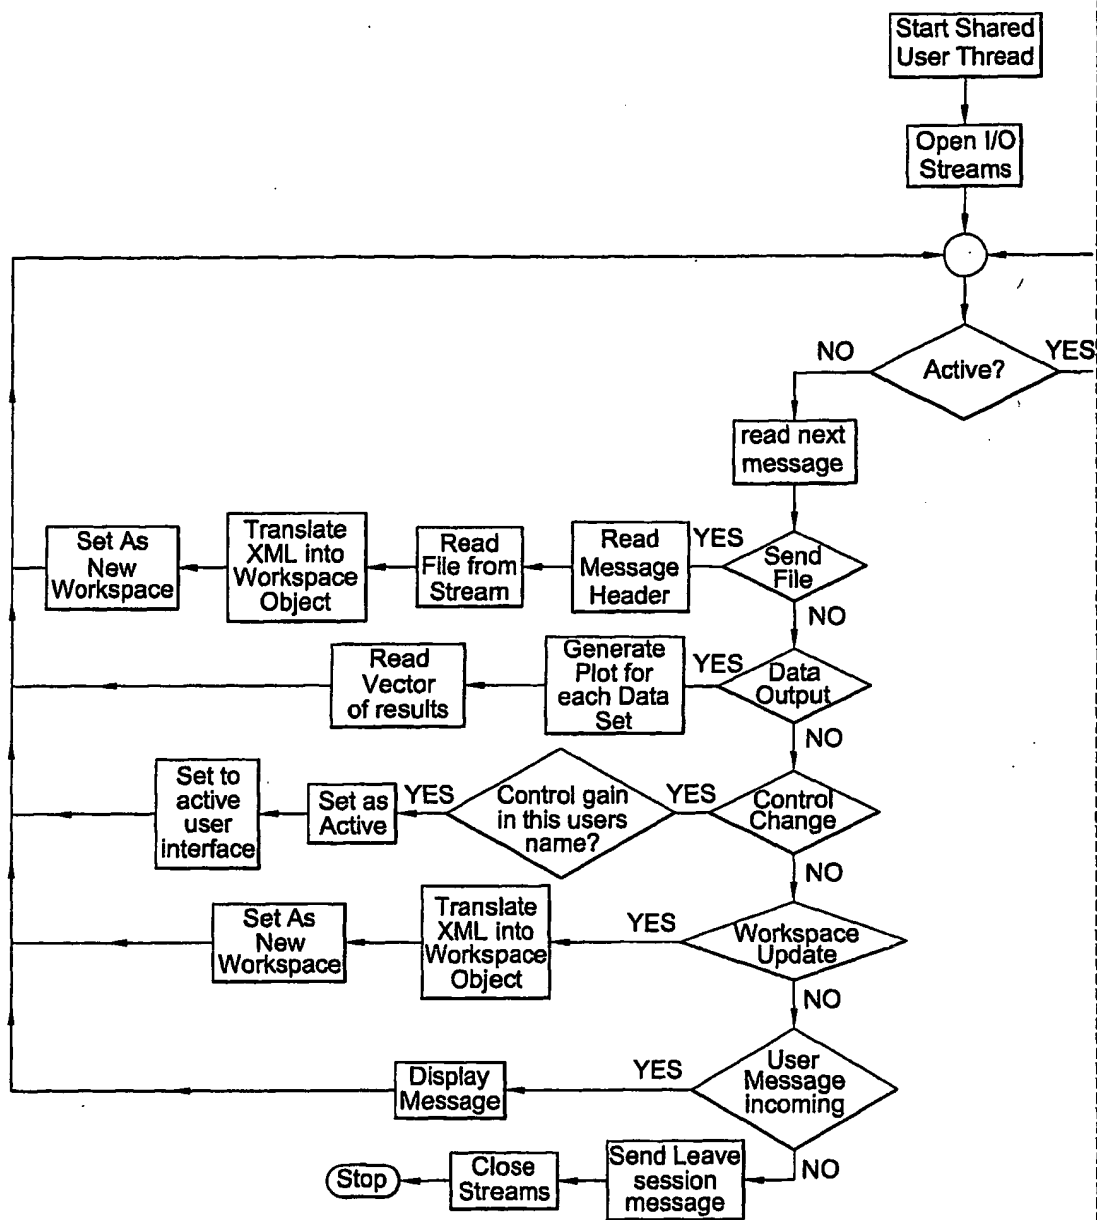 Start Shared
User Thread
Open I/O
Streams
Active?
NO
YES
read next
message
Send
File
YES
NO
Read
Message
Header
Read
File from
Stream
Translate
XML into
Workspace
Object
Set As
New
Workspace
Data
Output
YES
NO
Generate
Plot for
each Data
Set
Read
Vector
of results
Control
Change
YES
NO
Control gain
in this users
name?
YES
Set as
Active
Set to
active
user
interface
Workspace
Update
YES
NO
Translate
XML into
Workspace
Object
Set As
New
Workspace
User
Message
incoming
YES
NO
Display
Message
Send Leave
session
message
Close
Streams
Stop